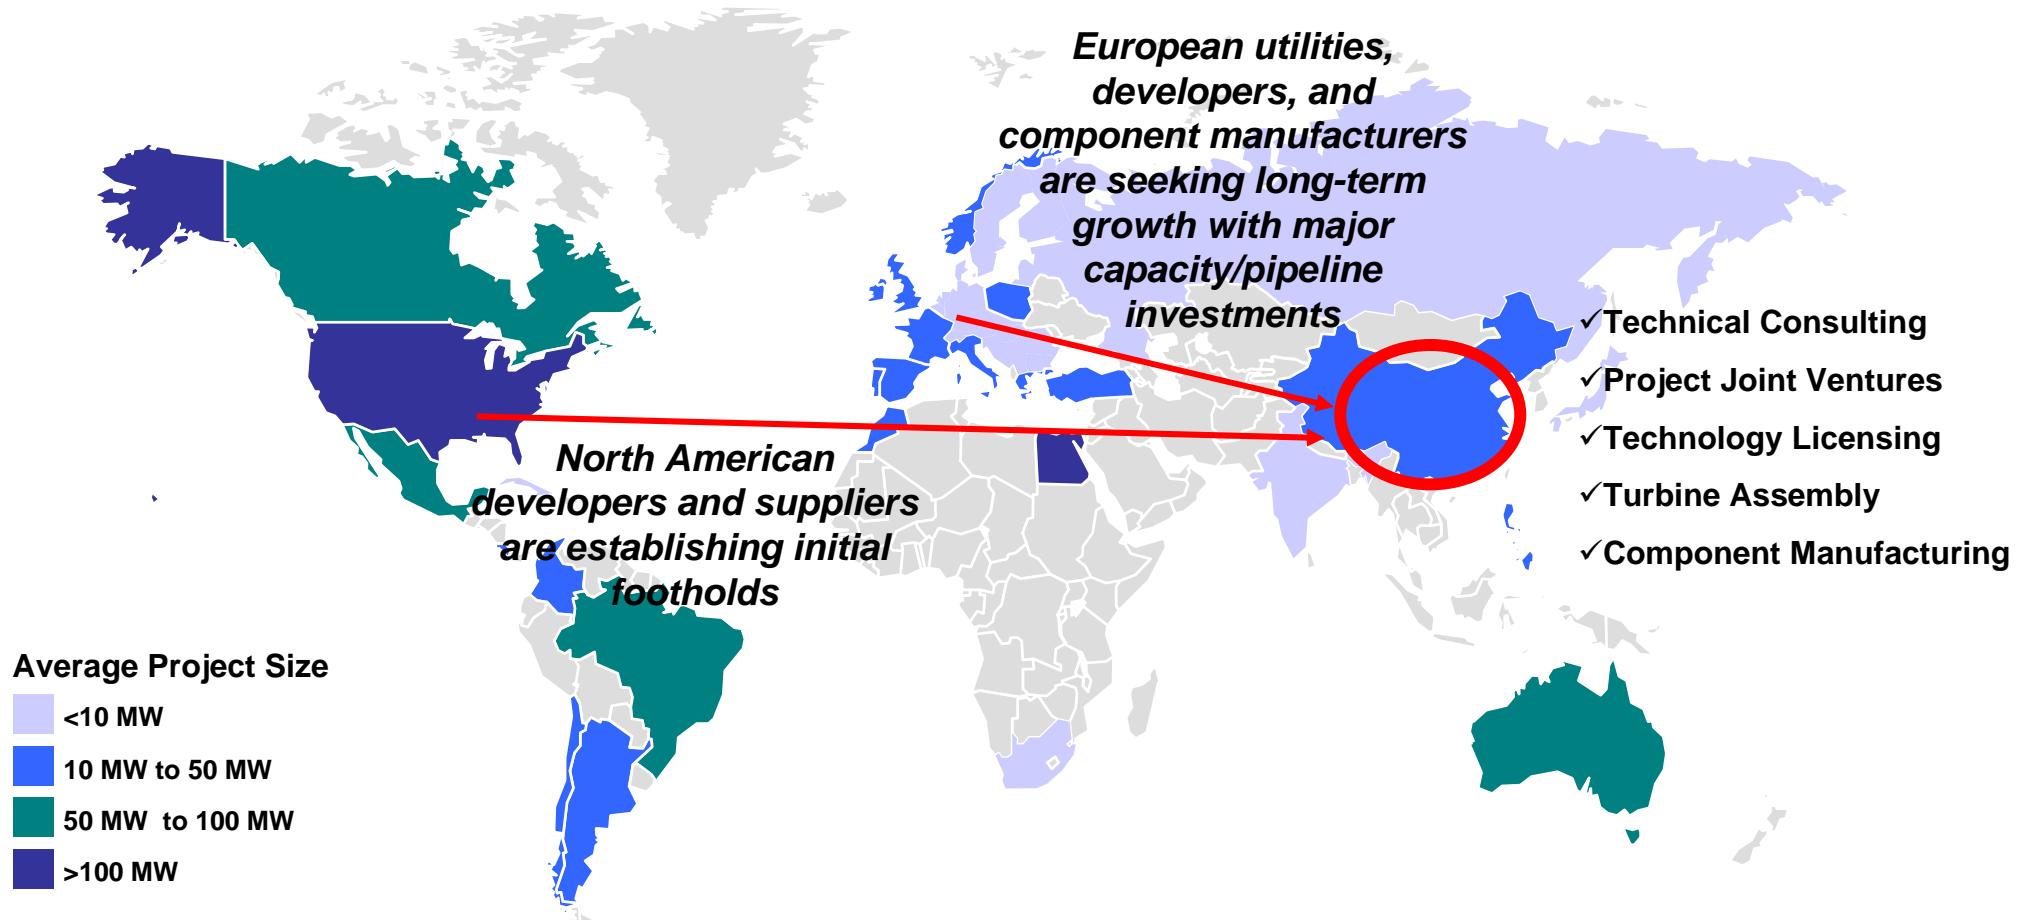 European utilities,
developers, and
component manufacturers
are seeking long-term
growth with major
capacity/pipeline
investments
✓Technical Consulting
✓Project Joint Ventures
✓Technology Licensing
✓Turbine Assembly
✓Component Manufacturing
North American
developers and suppliers
are establishing initial
footholds
Average Project Size
<10 MW
10 MW to 50 MW
50 MW  to 100 MW
>100 MW